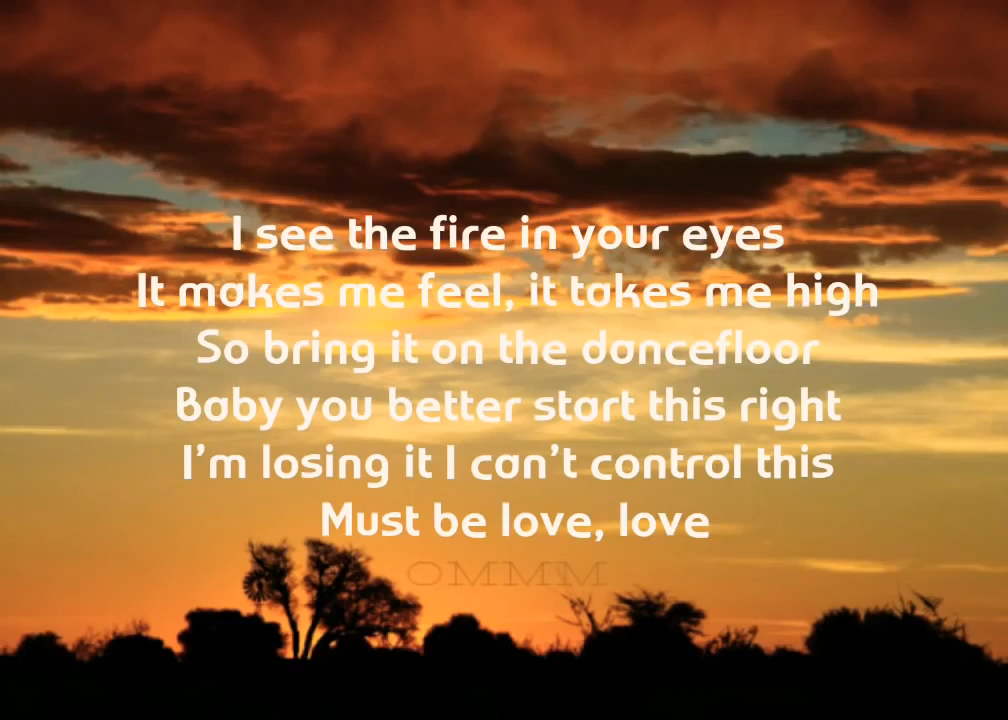 I see the fire in your eyes
It makes me feel, it takes me high
So bring it on the dancefloor
Baby you better start this right
I'm losing it I can't control this
Must be love, love
OMMM